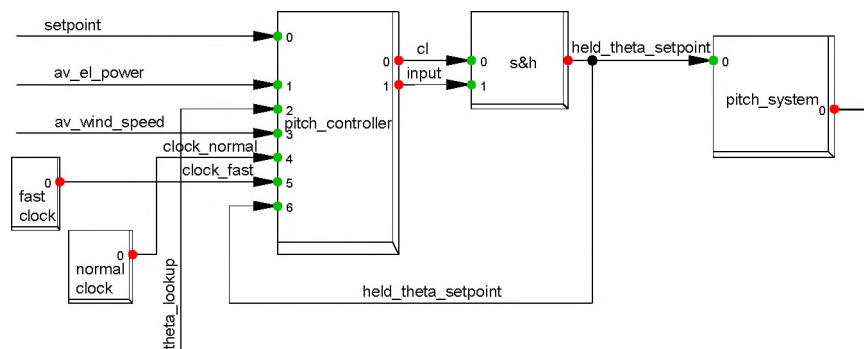 setpoint
0
av_el_power
1
2
av_wind_speed
3
pitch_controller
clock_normal
4
clock_fast
5
6
0
cl
0
1
input
1
s&h
held_theta_setpoint
0
pitch_system
0
0
fast
clock
0
normal
clock
theta_lookup
held_theta_setpoint